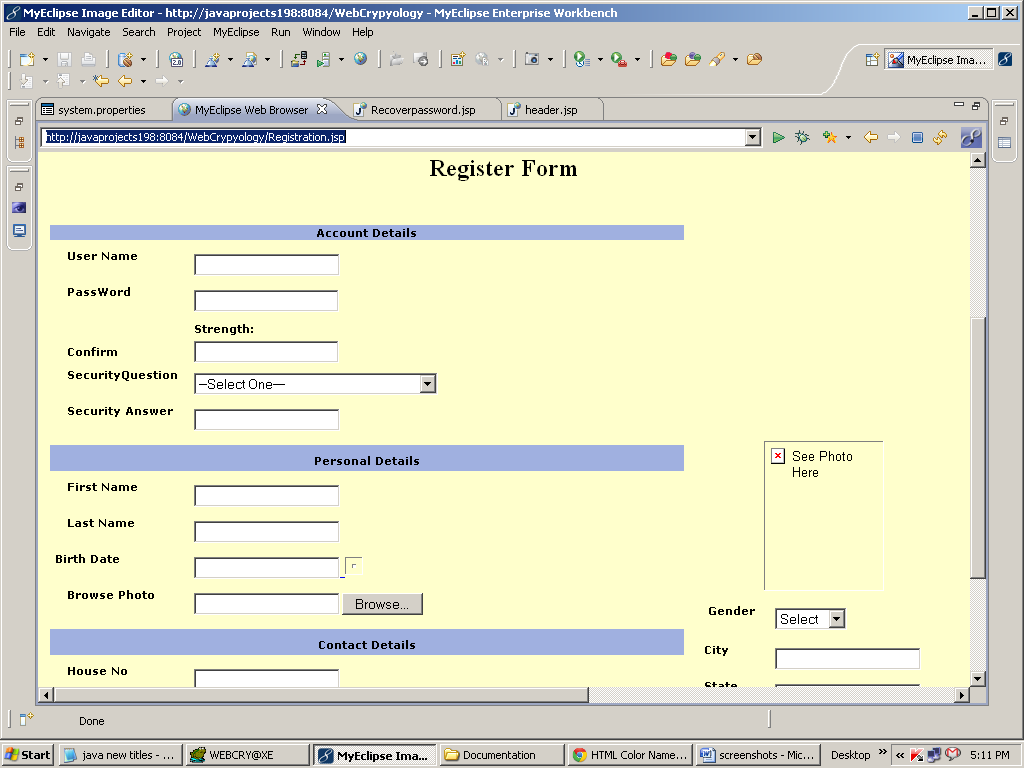 MyEclipse Image Editor - http://javaprojects198:8084/WebCrypyology - MyEclipse Enterprise Workbench
File Edit Navigate Search Project MyEclipse Run Window Help
MyEclipse Ima...
system.properties MyEclipse Web Browser Recoverpassword.jsp header.jsp
http://javaprojects198:8084/WebCrypyology/Registration.jsp
Register Form
Account Details
User Name
PassWord
Strength:
Confirm
SecurityQuestion
--Select One---
Security Answer
Personal Details
See Photo
Here
First Name
Last Name
Birth Date
Browse Photo Browse...
Gender Select
Contact Details
City
House No
State
Done
Start java new titles - ... WEBCRY@XE MyEclipse Ima... Documentation HTML Color Name... screenshots - Mic... Desktop » « 5:11 PM